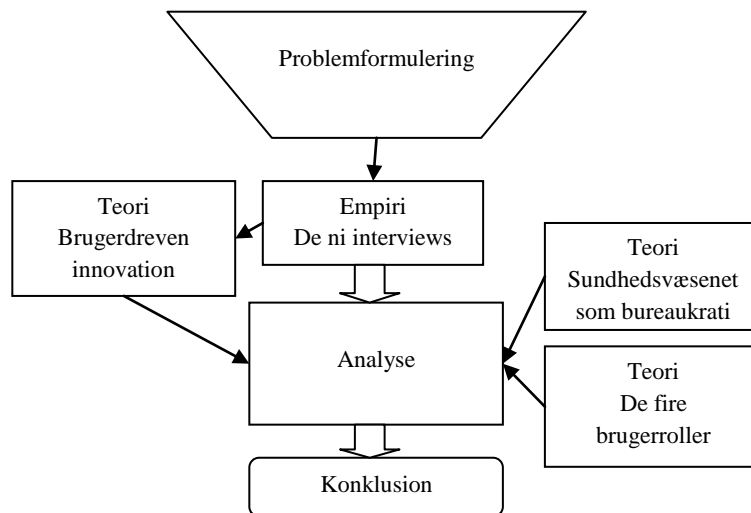 Problemformulering
Teori
Brugerdreven
innovation
Empiri
De ni interviews
Teori
Sundhedsvæsenet
som bureaukrati
Analyse
Teori
De fire
brugerroller
Konklusion